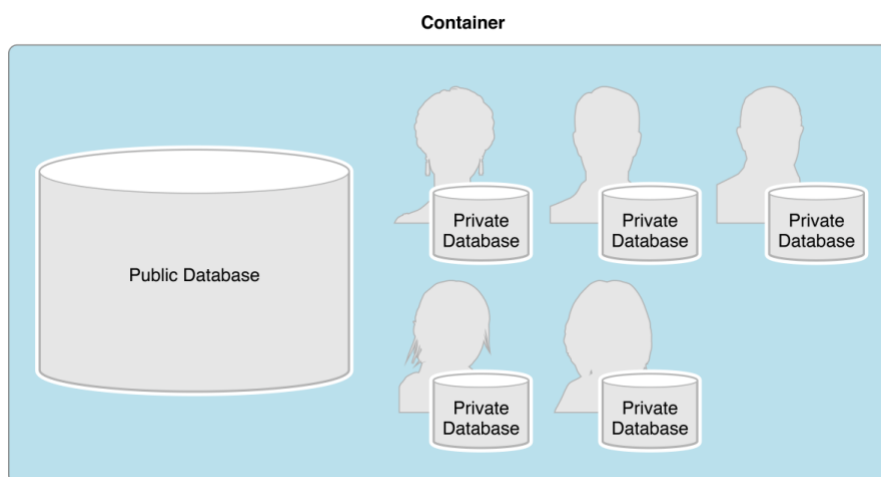 Container
Public Database
Private
Database
Private
Database
Private
Database
Private
Database
Private
Database